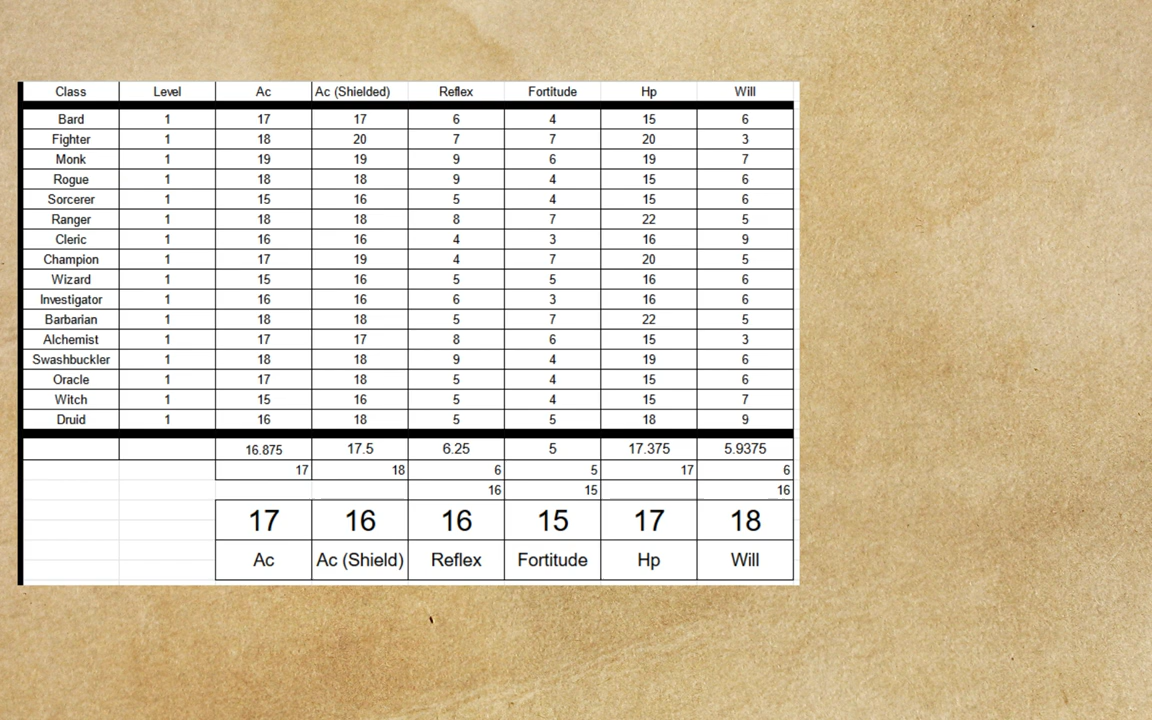 Class Level Ac Ac (Shielded) Reflex Fortitude Hp Will
Bard 1 17 17 6 4 15 6
Fighter 1 18 20 7 7 20 3
Monk 1 19 19 9 6 19 7
Rogue 1 18 18 9 4 15 6
Sorcerer 1 15 16 5 4 15 6
Ranger 1 18 18 8 7 22 5
Cleric 1 16 16 4 3 16 9
Champion 1 17 19 4 7 20 5
Wizard 1 15 16 5 5 16 6
Investigator 1 16 16 6 3 16 6
Barbarian 1 18 18 5 7 22 5
Alchemist 1 17 17 8 6 15 3
Swashbuckler 1 18 18 9 4 19 6
Oracle 1 17 18 5 4 15 6
Witch 1 15 16 5 4 15 7
Druid 1 16 18 5 5 18 9
16.875 17.5 6.25 5 17.375 5.9375
17 18 6 5 17 6
16 15 16
17 16 16 15 17 18
Ac Ac (Shield) Reflex Fortitude Hp Will